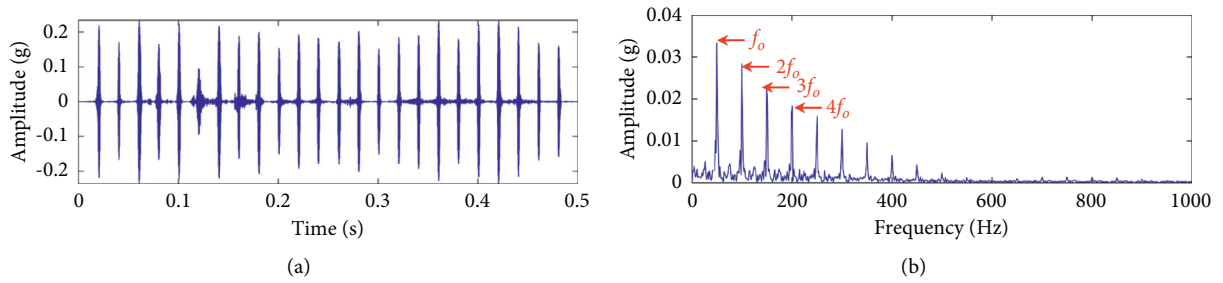 Amplitude (g)
0.2
0.1
0
-0.1
-0.2
0
0.1
0.2
0.3
0.4
0.5
Time (s)
(a)
Amplitude (g)
0.04
0.03
0.02
0.01
0
0
200
400
600
800
1000
fo
2fo
3fo
4fo
Frequency (Hz)
(b)